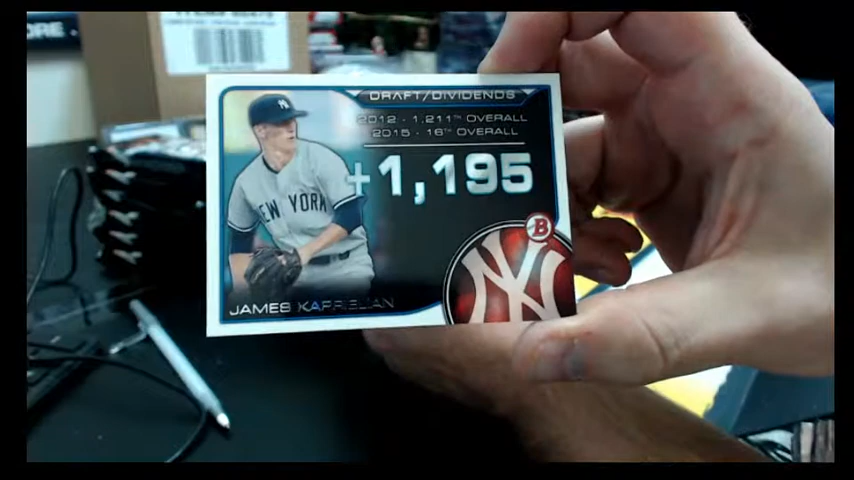 DRAFT/DIVIDENDS
2012 - 1,211TH OVERALL
2015 - 16TH OVERALL
+1,195
NEW YORK
B
NY
JAMES KAPRIELIAN